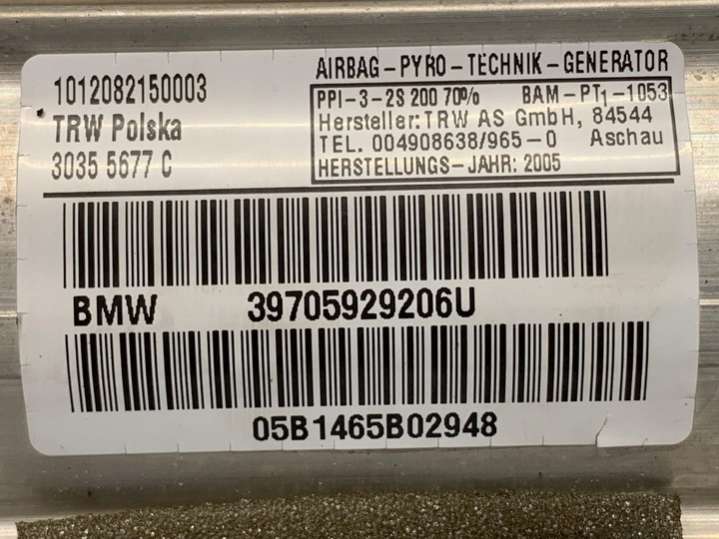 1012082150003
TRW Polska
3035 5677 C
AIRBAG-PYRO-TECHNIK-GENERATOR
PPI-3-2S 200 70% BAM-PT1-1053
Hersteller: TRW AS GmbH, 84544
TEL. 004908638/965-0 Aschau
HERSTELLUNGS-JAHR: 2005
BMW 39705929206U
05B1465B02948